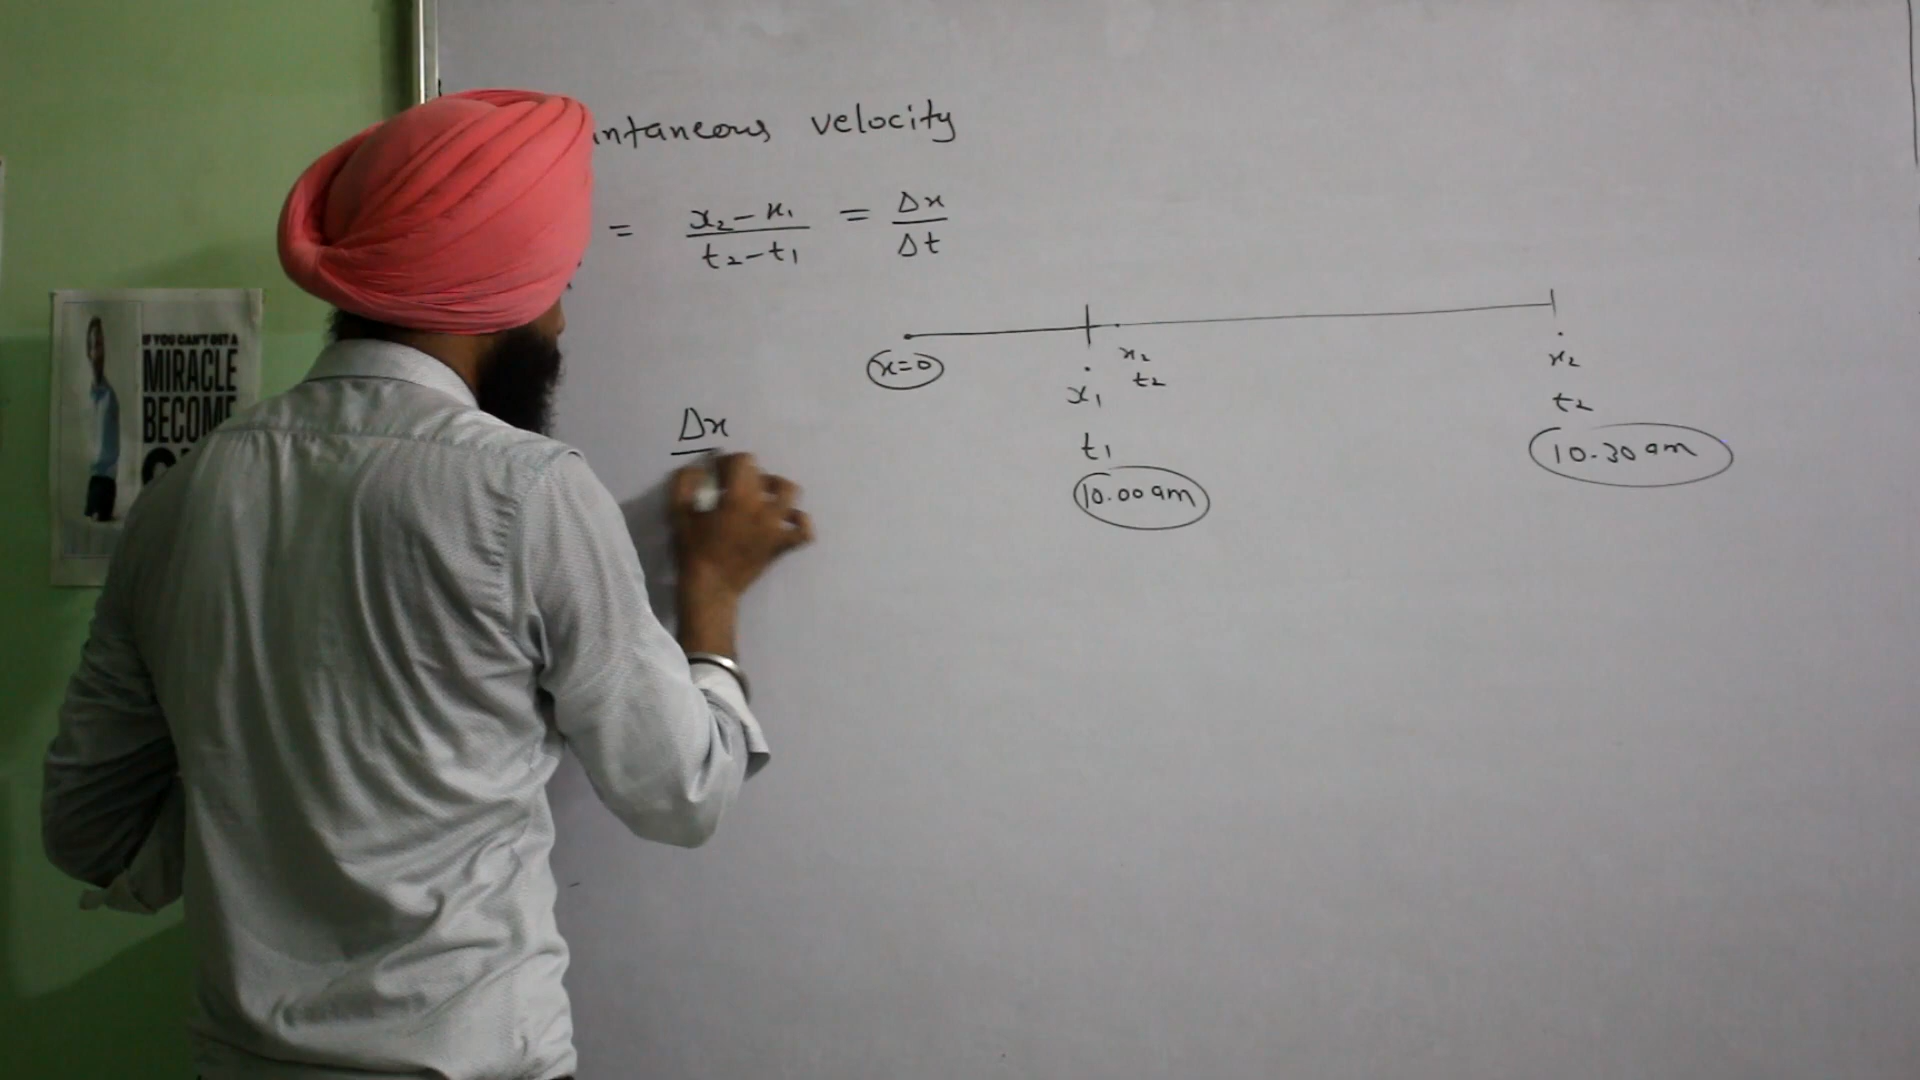 ntaneous velocity
= x₂-x₁ / t₂-t₁ = Δx / Δt
x=0
x₂
t₂
x₁
t₁
10.00 am
x₂
t₂
10.30 am
Δx
IF YOU CAN'T GET A
MIRACLE
BECOM